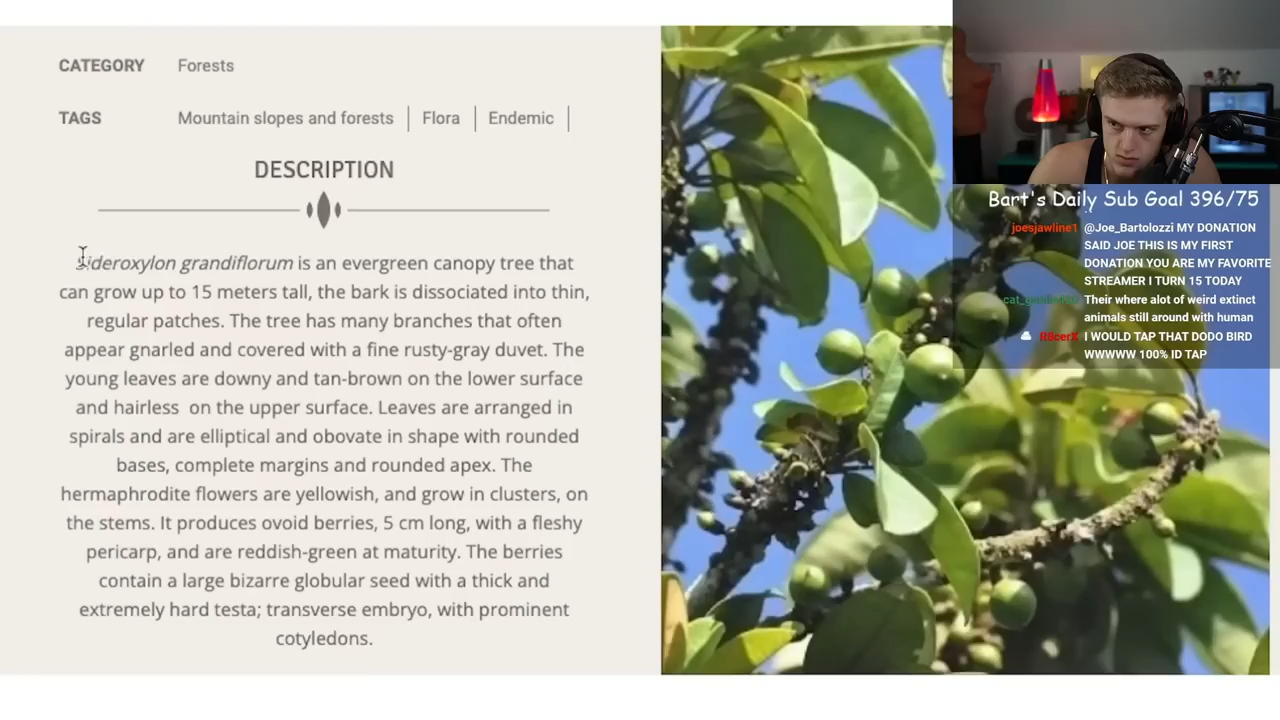 CATEGORY Forests
TAGS Mountain slopes and forests | Flora | Endemic |
DESCRIPTION
Sideroxylon grandiflorum is an evergreen canopy tree that
can grow up to 15 meters tall, the bark is dissociated into thin,
regular patches. The tree has many branches that often
appear gnarled and covered with a fine rusty-gray duvet. The
young leaves are downy and tan-brown on the lower surface
and hairless on the upper surface. Leaves are arranged in
spirals and are elliptical and obovate in shape with rounded
bases, complete margins and rounded apex. The
hermaphrodite flowers are yellowish, and grow in clusters, on
the stems. It produces ovoid berries, 5 cm long, with a fleshy
pericarp, and are reddish-green at maturity. The berries
contain a large bizarre globular seed with a thick and
extremely hard testa; transverse embryo, with prominent
cotyledons.
Bart's Daily Sub Goal 396/75
joesjawline1 @Joe_Bartolozzi MY DONATION
SAID JOE THIS IS MY FIRST
DONATION YOU ARE MY FAVORITE
STREAMER I TURN 15 TODAY
Their where alot of weird extinct
animals still around with human
R8cerX I WOULD TAP THAT DODO BIRD
WWWWW 100% ID TAP